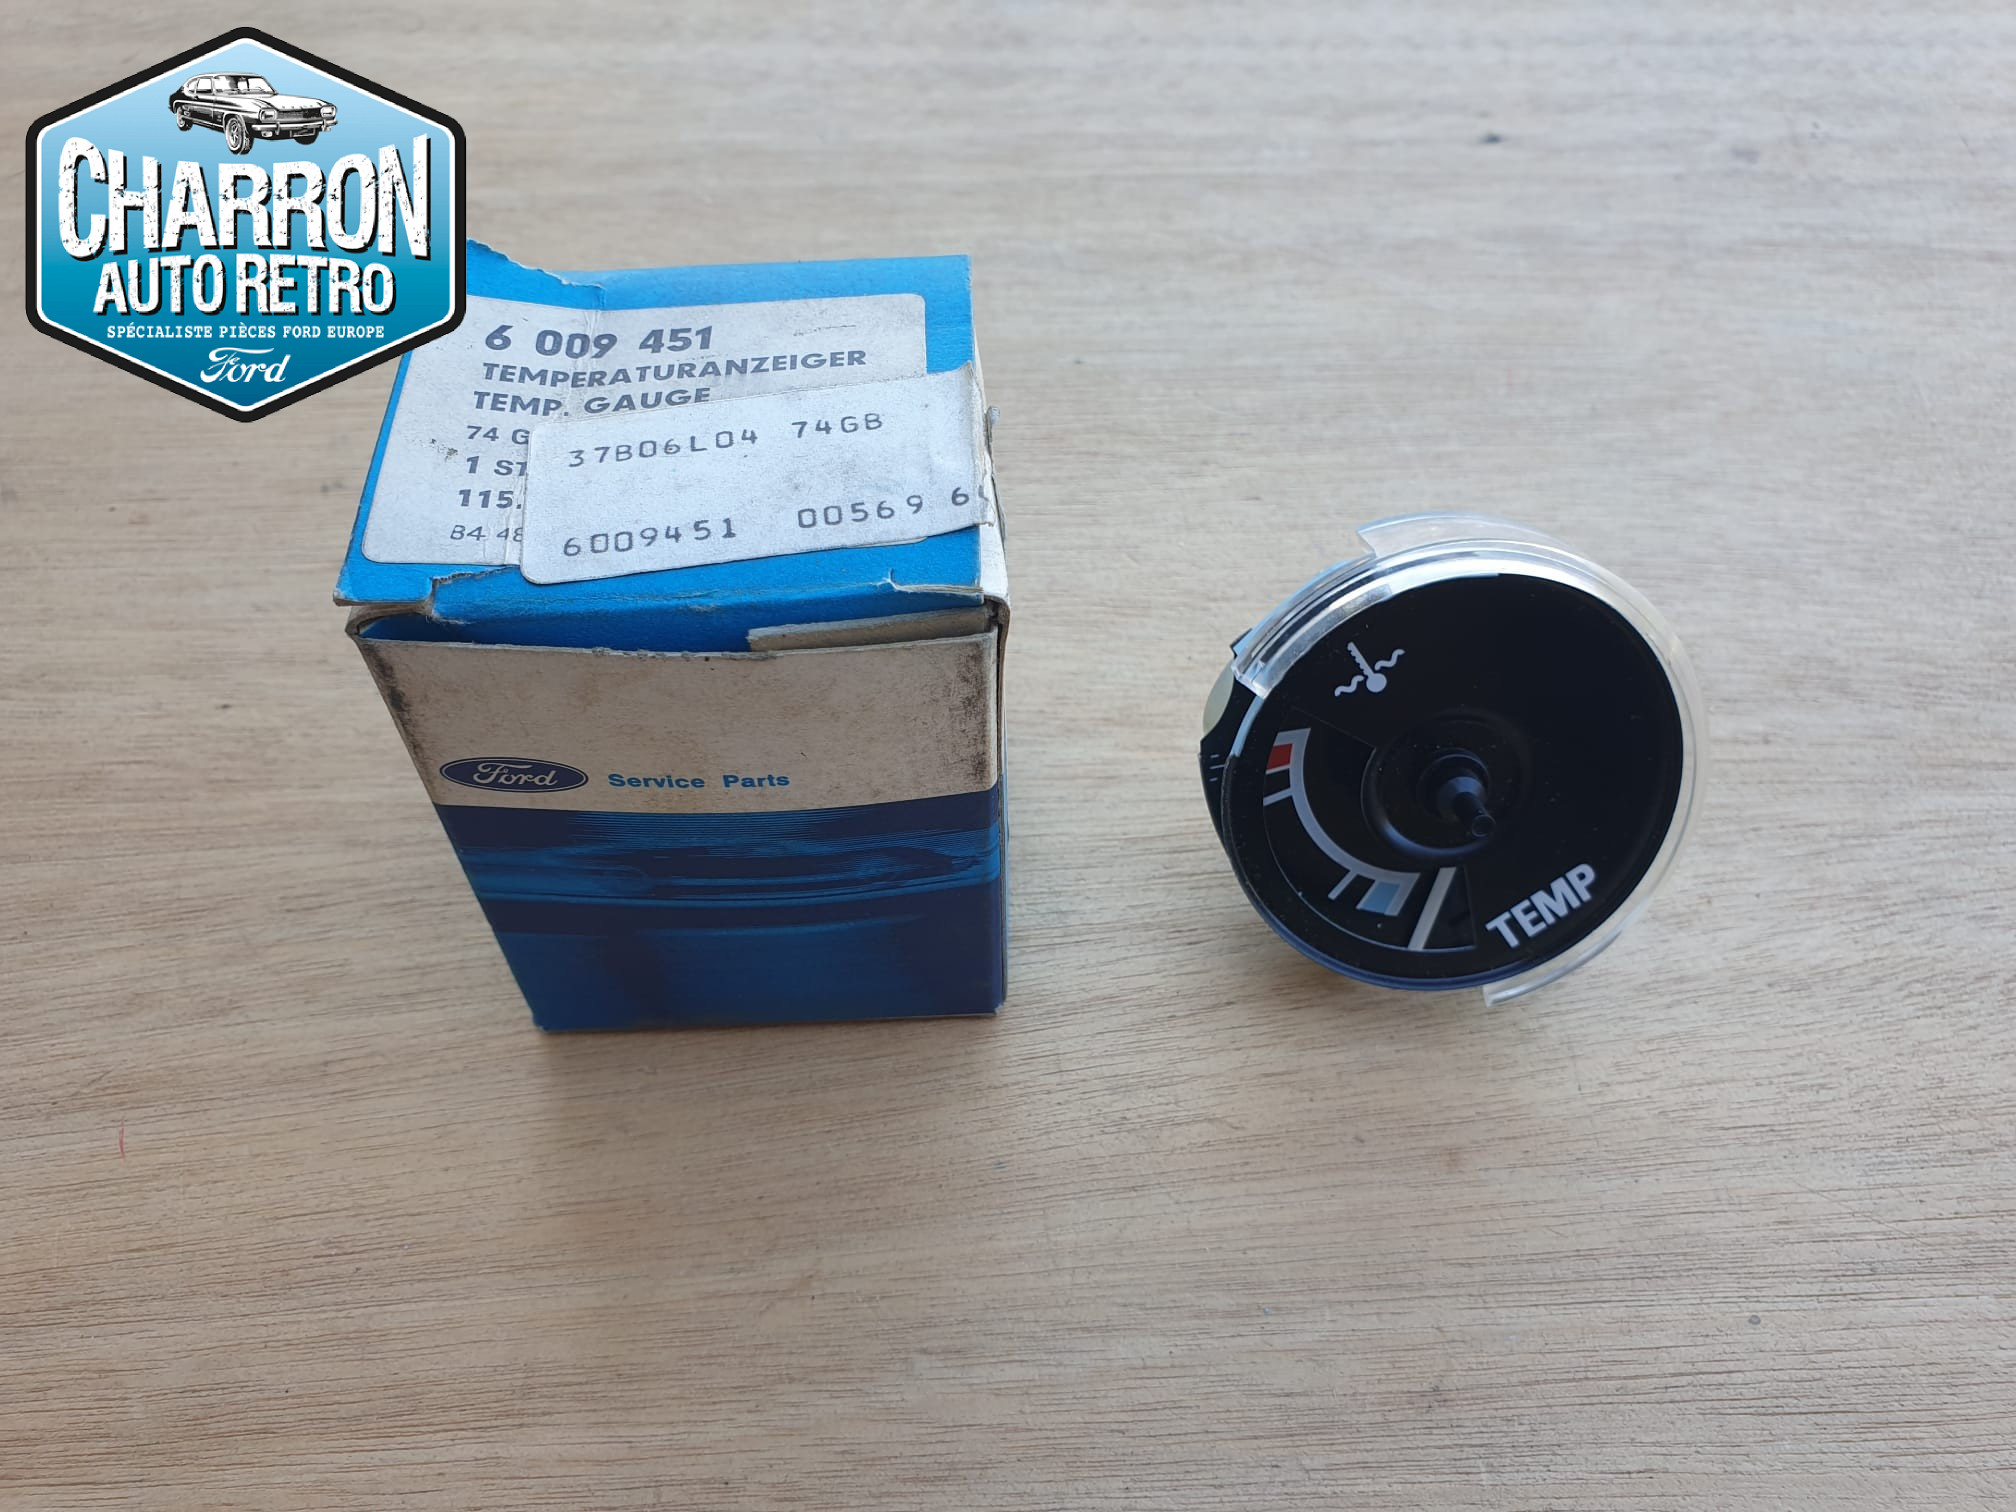 CHARRON
AUTO RETRO
SPÉCIALISTE PIÈCES FORD EUROPE
Ford
6 009 451
TEMPERATURANZEIGER
TEMP. GAUGE
74 G
1 ST
115.
84 48
37B06L04 74GB
6009451 00569 6
Ford Service Parts
TEMP